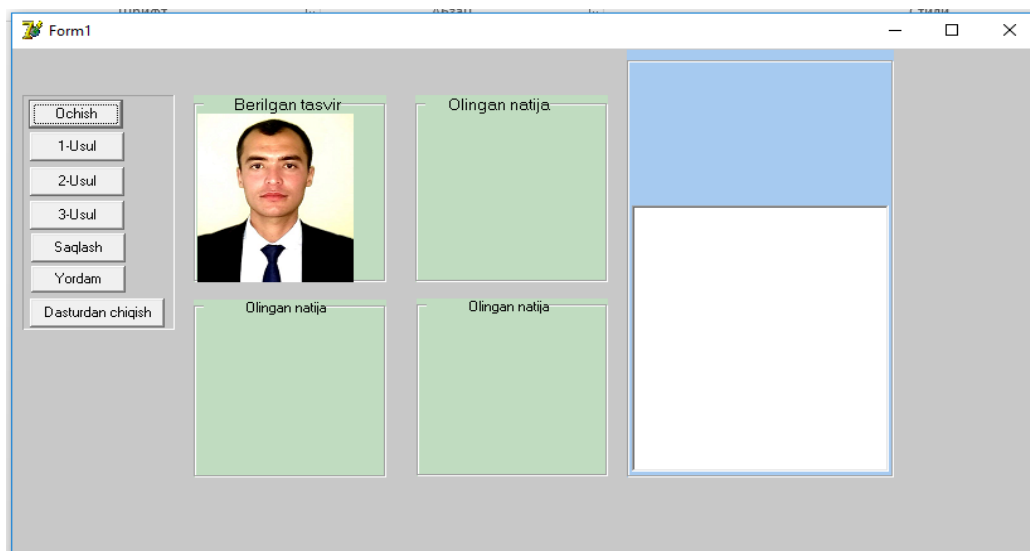 Form1
Ochish
1-Usul
2-Usul
3-Usul
Saqlash
Yordam
Dasturdan chiqish
Berilgan tasvir
Olingan natija
Olingan natija
Olingan natija